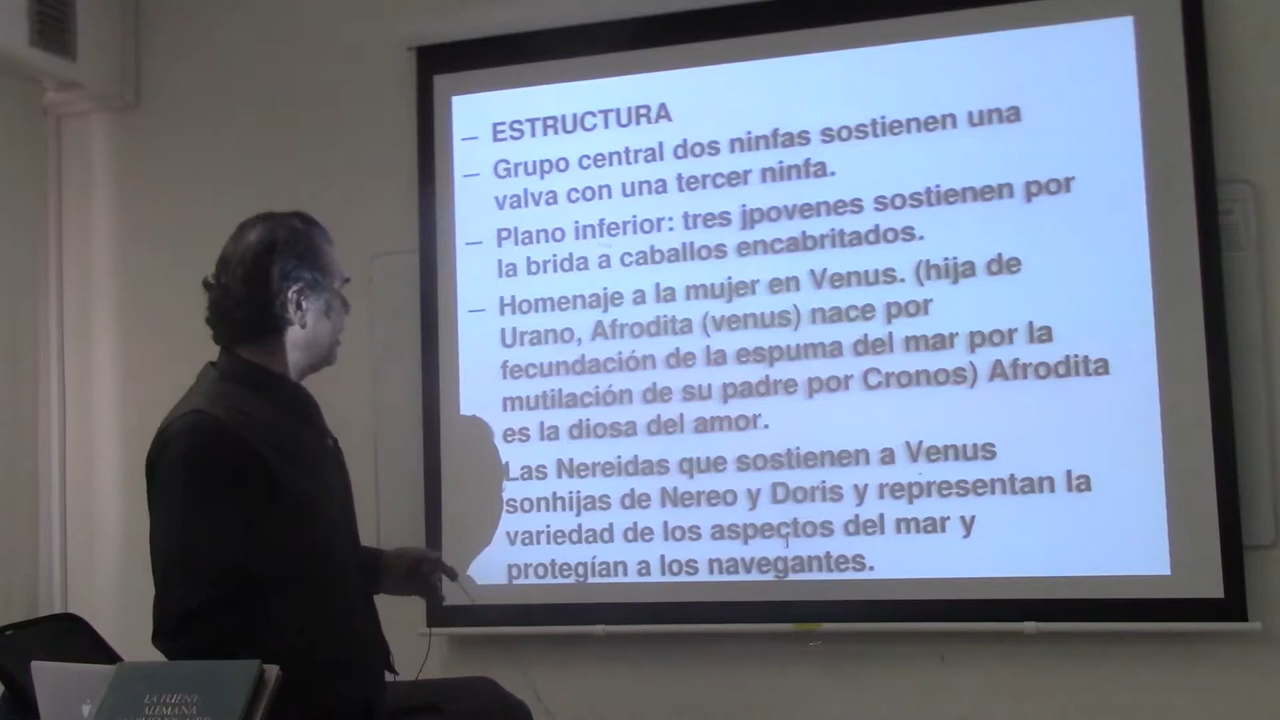 – ESTRUCTURA
– Grupo central dos ninfas sostienen una
valva con una tercer ninfa.
– Plano inferior: tres jpovenes sostienen por
la brida a caballos encabritados.
– Homenaje a la mujer en Venus. (hija de
Urano, Afrodita (venus) nace por
fecundación de la espuma del mar por la
mutilación de su padre por Cronos) Afrodita
es la diosa del amor.
Las Nereidas que sostienen a Venus
sonhijas de Nereo y Doris y representan la
variedad de los aspectos del mar y
protegían a los navegantes.
LA
ALEMANA